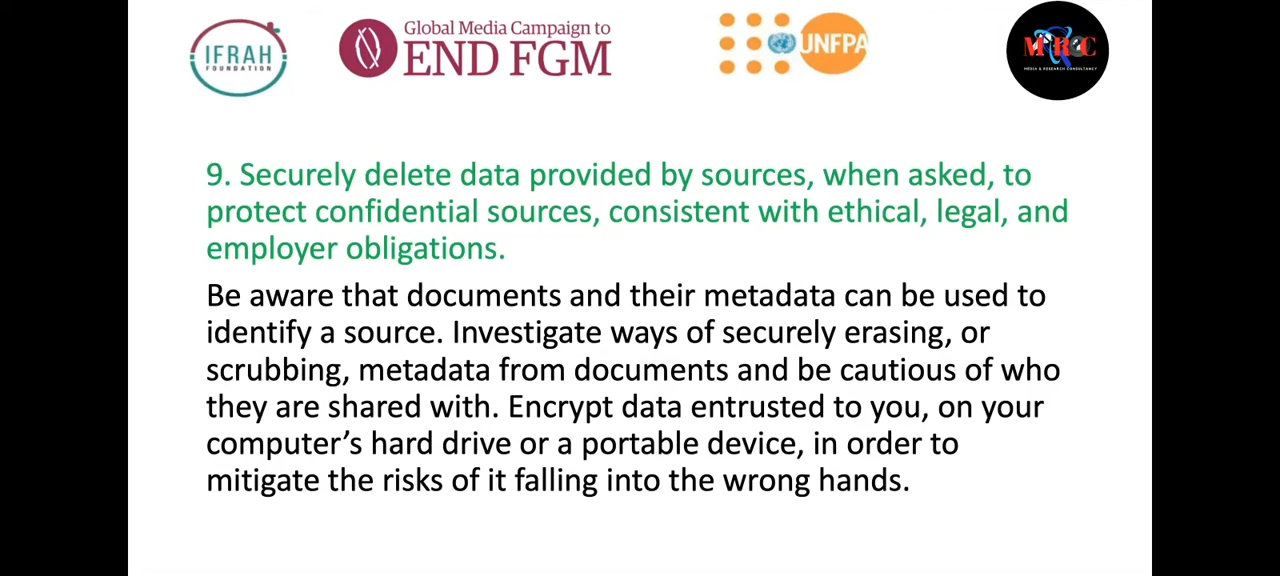 IFRAH
FOUNDATION
Global Media Campaign to
END FGM
UNFPA
MRC
MEDIA & RESEARCH CONSULTANCY
9. Securely delete data provided by sources, when asked, to
protect confidential sources, consistent with ethical, legal, and
employer obligations.
Be aware that documents and their metadata can be used to
identify a source. Investigate ways of securely erasing, or
scrubbing, metadata from documents and be cautious of who
they are shared with. Encrypt data entrusted to you, on your
computer’s hard drive or a portable device, in order to
mitigate the risks of it falling into the wrong hands.